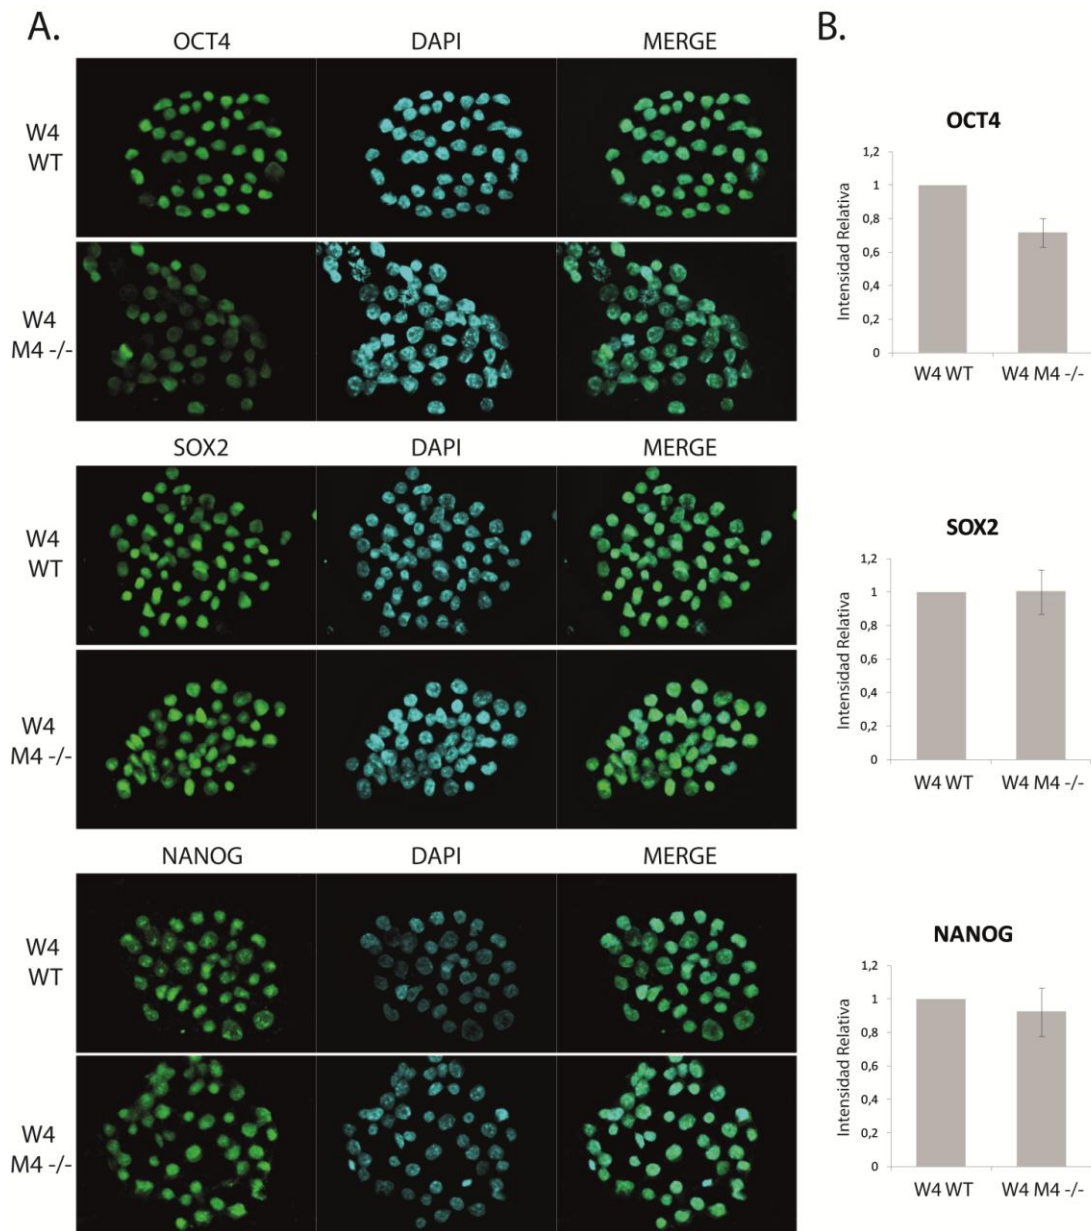 A.
OCT4 DAPI MERGE
W4
WT
W4
M4 -/-
SOX2 DAPI MERGE
W4
WT
W4
M4 -/-
NANOG DAPI MERGE
W4
WT
W4
M4 -/-
B.
OCT4
Intensidad Relativa
1,2
1
0,8
0,6
0,4
0,2
0
W4 WT W4 M4 -/-
SOX2
Intensidad Relativa
1,2
1
0,8
0,6
0,4
0,2
0
W4 WT W4 M4 -/-
NANOG
Intensidad Relativa
1,2
1
0,8
0,6
0,4
0,2
0
W4 WT W4 M4 -/-